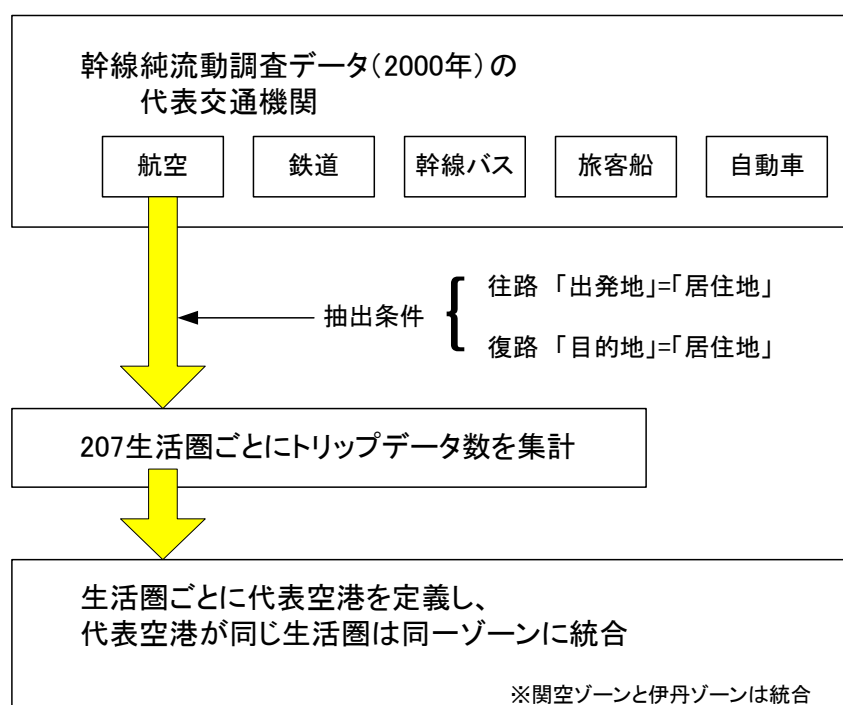 幹線純流動調査データ(2000年)の
代表交通機関
航空 鉄道 幹線バス 旅客船 自動車
往路 「出発地」=「居住地」
抽出条件
復路 「目的地」=「居住地」
207生活圏ごとにトリップデータ数を集計
生活圏ごとに代表空港を定義し、
代表空港が同じ生活圏は同一ゾーンに統合
※関空ゾーンと伊丹ゾーンは統合